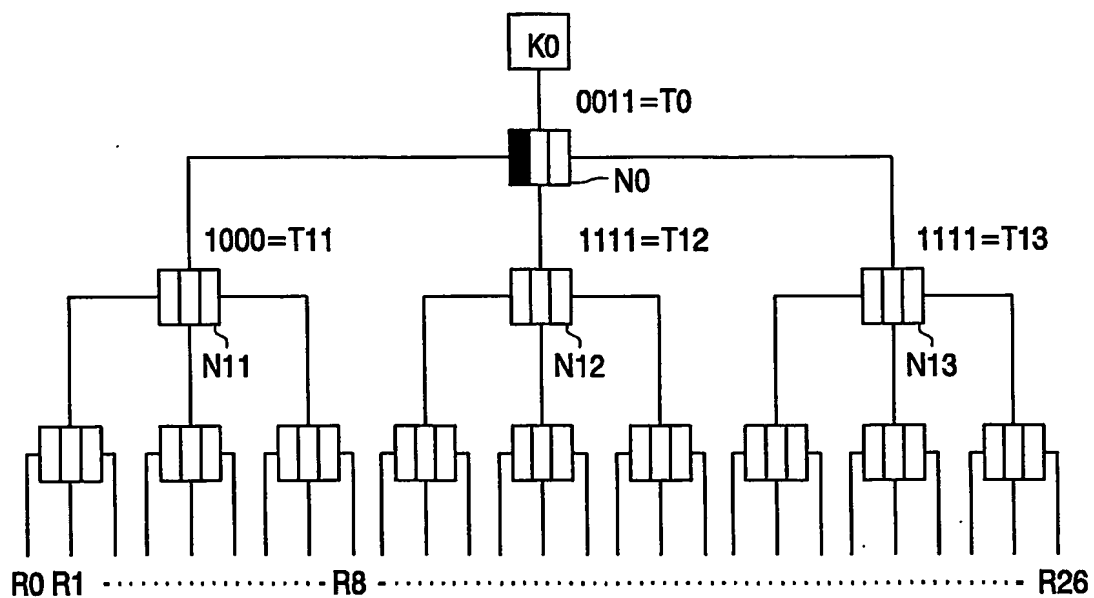 K0
0011=T0
N0
1000=T11
1111=T12
1111=T13
N11
N12
N13
R0 R1 R8 R26